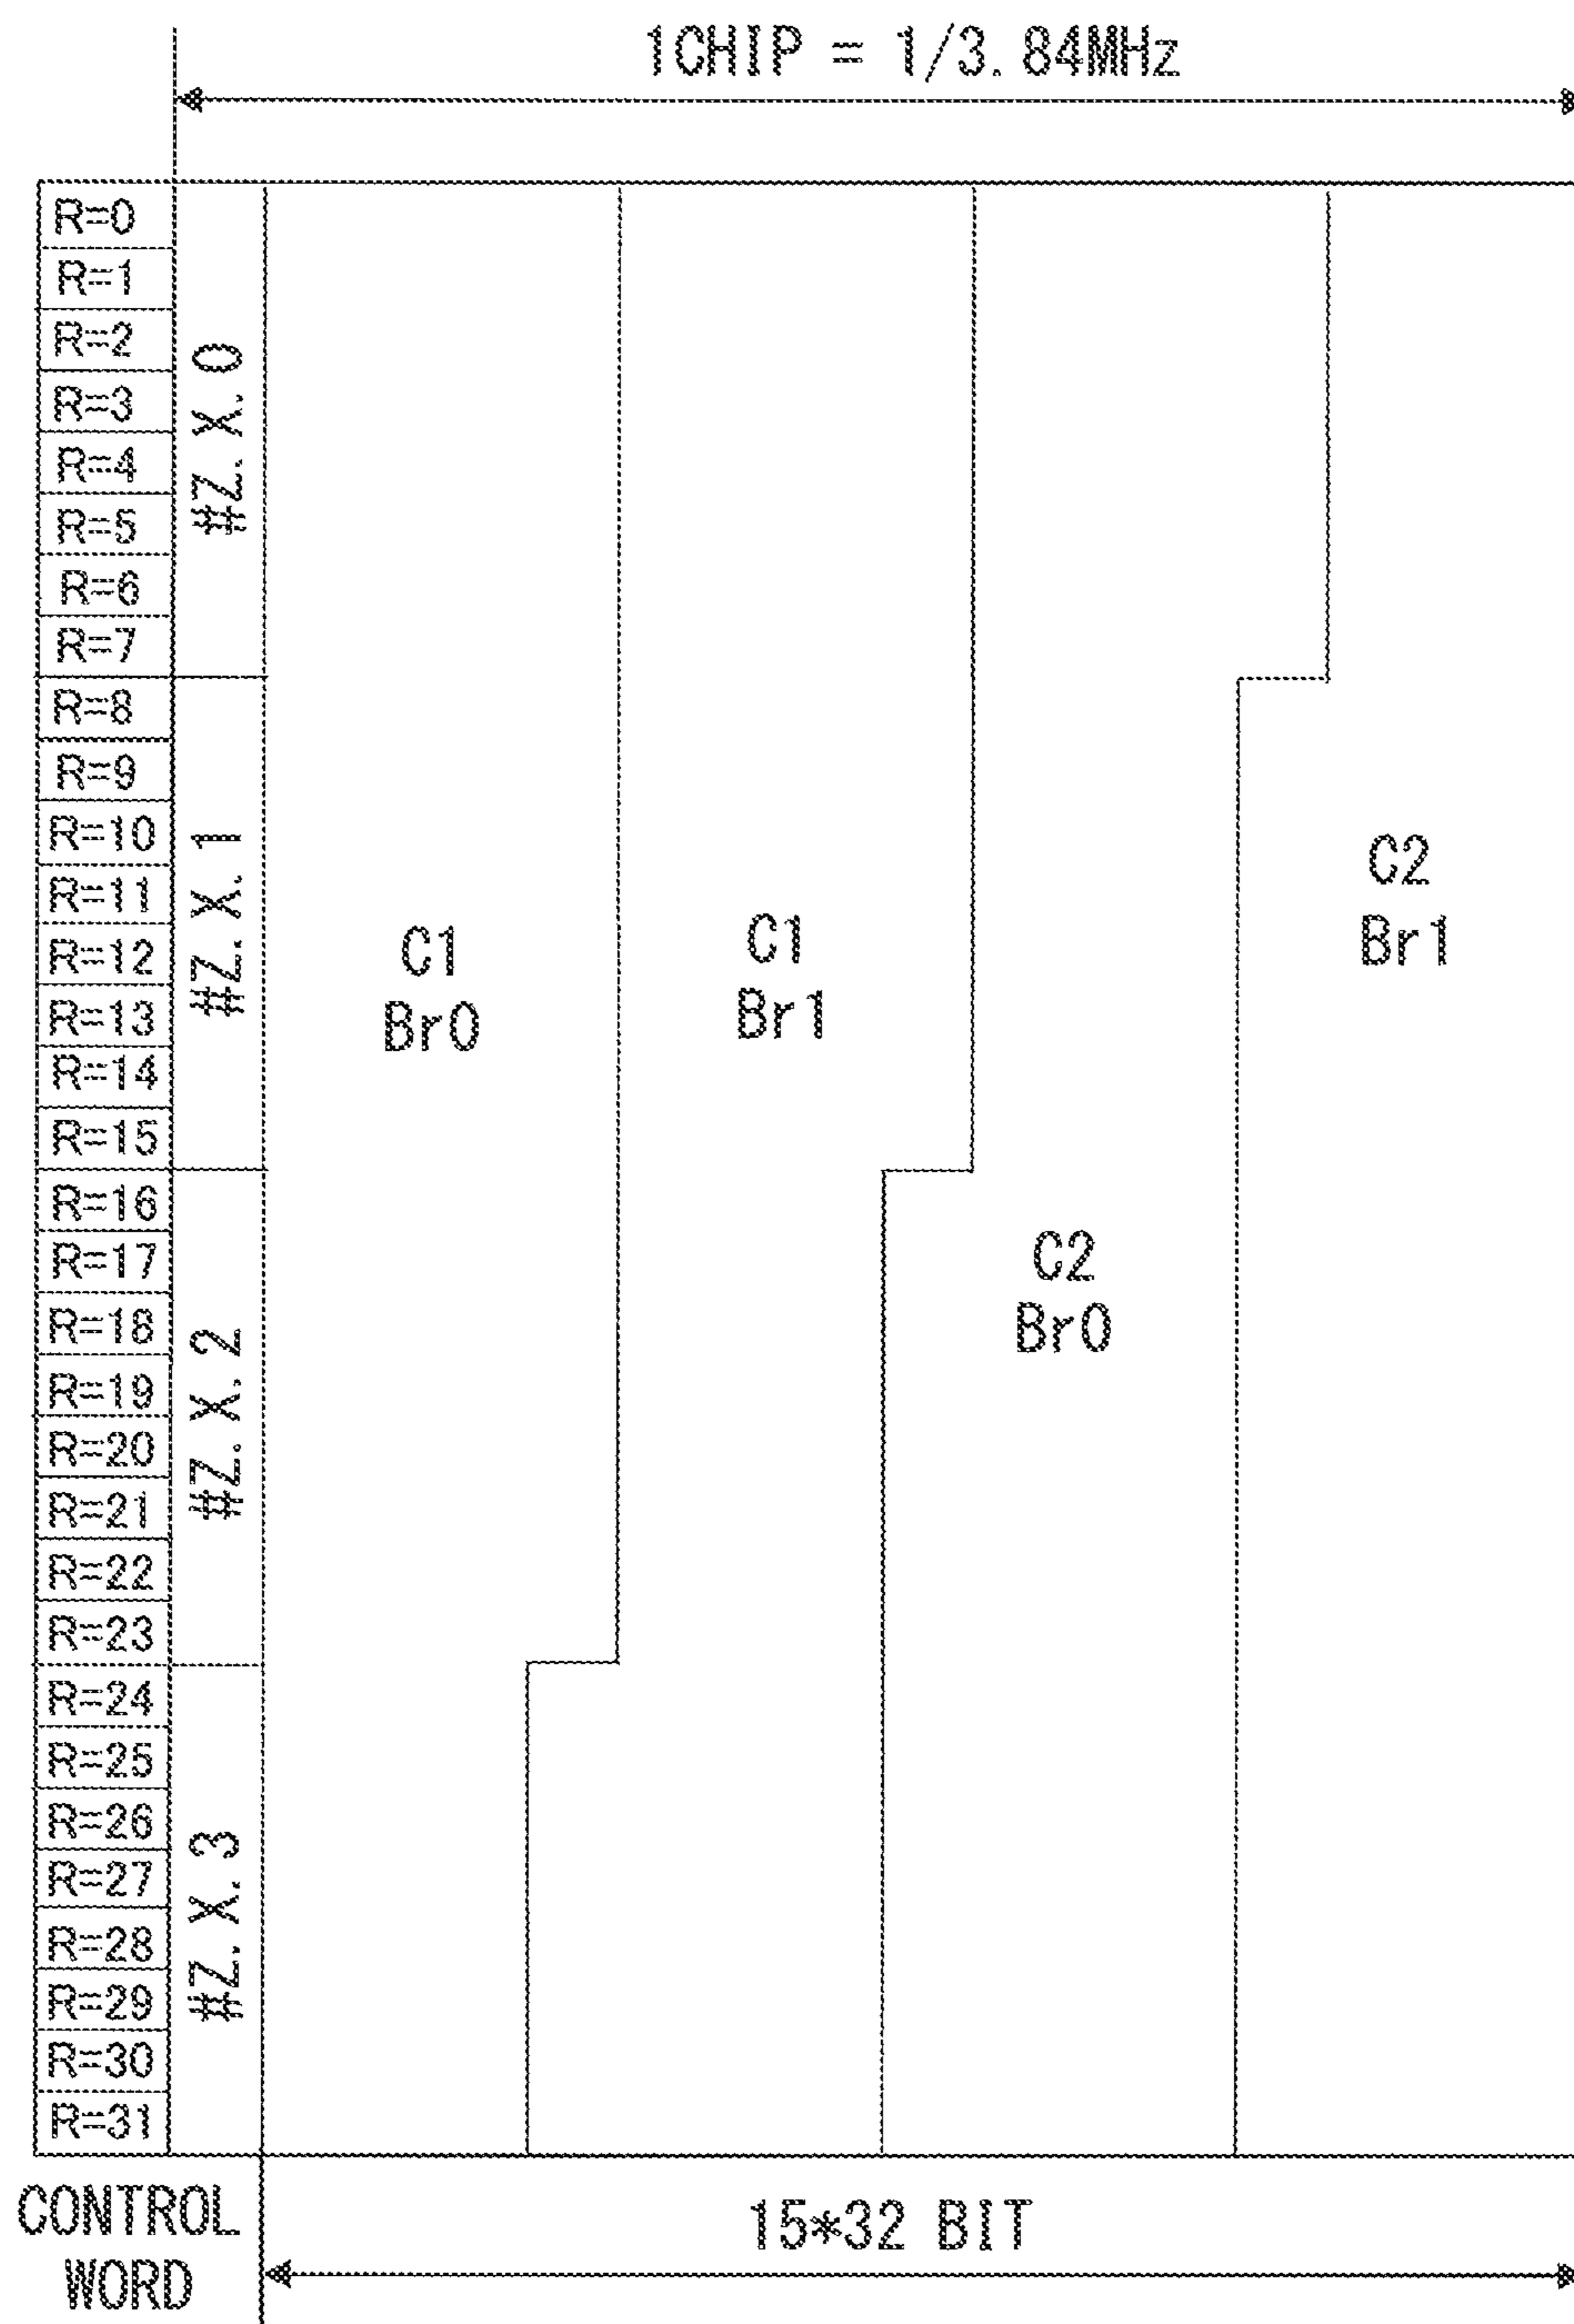 1CHIP = 1/3.84MHz
R=0
R=1
R=2
R=3
R=4
R=5
R=6
R=7
R=8
R=9
R=10
R=11
R=12
R=13
R=14
R=15
R=16
R=17
R=18
R=19
R=20
R=21
R=22
R=23
R=24
R=25
R=26
R=27
R=28
R=29
R=30
R=31
#Z. X. 0
#Z. X. 1
#Z. X. 2
#Z. X. 3
C1
Br0
C1
Br1
C2
Br0
C2
Br1
CONTROL
WORD
15*32 BIT